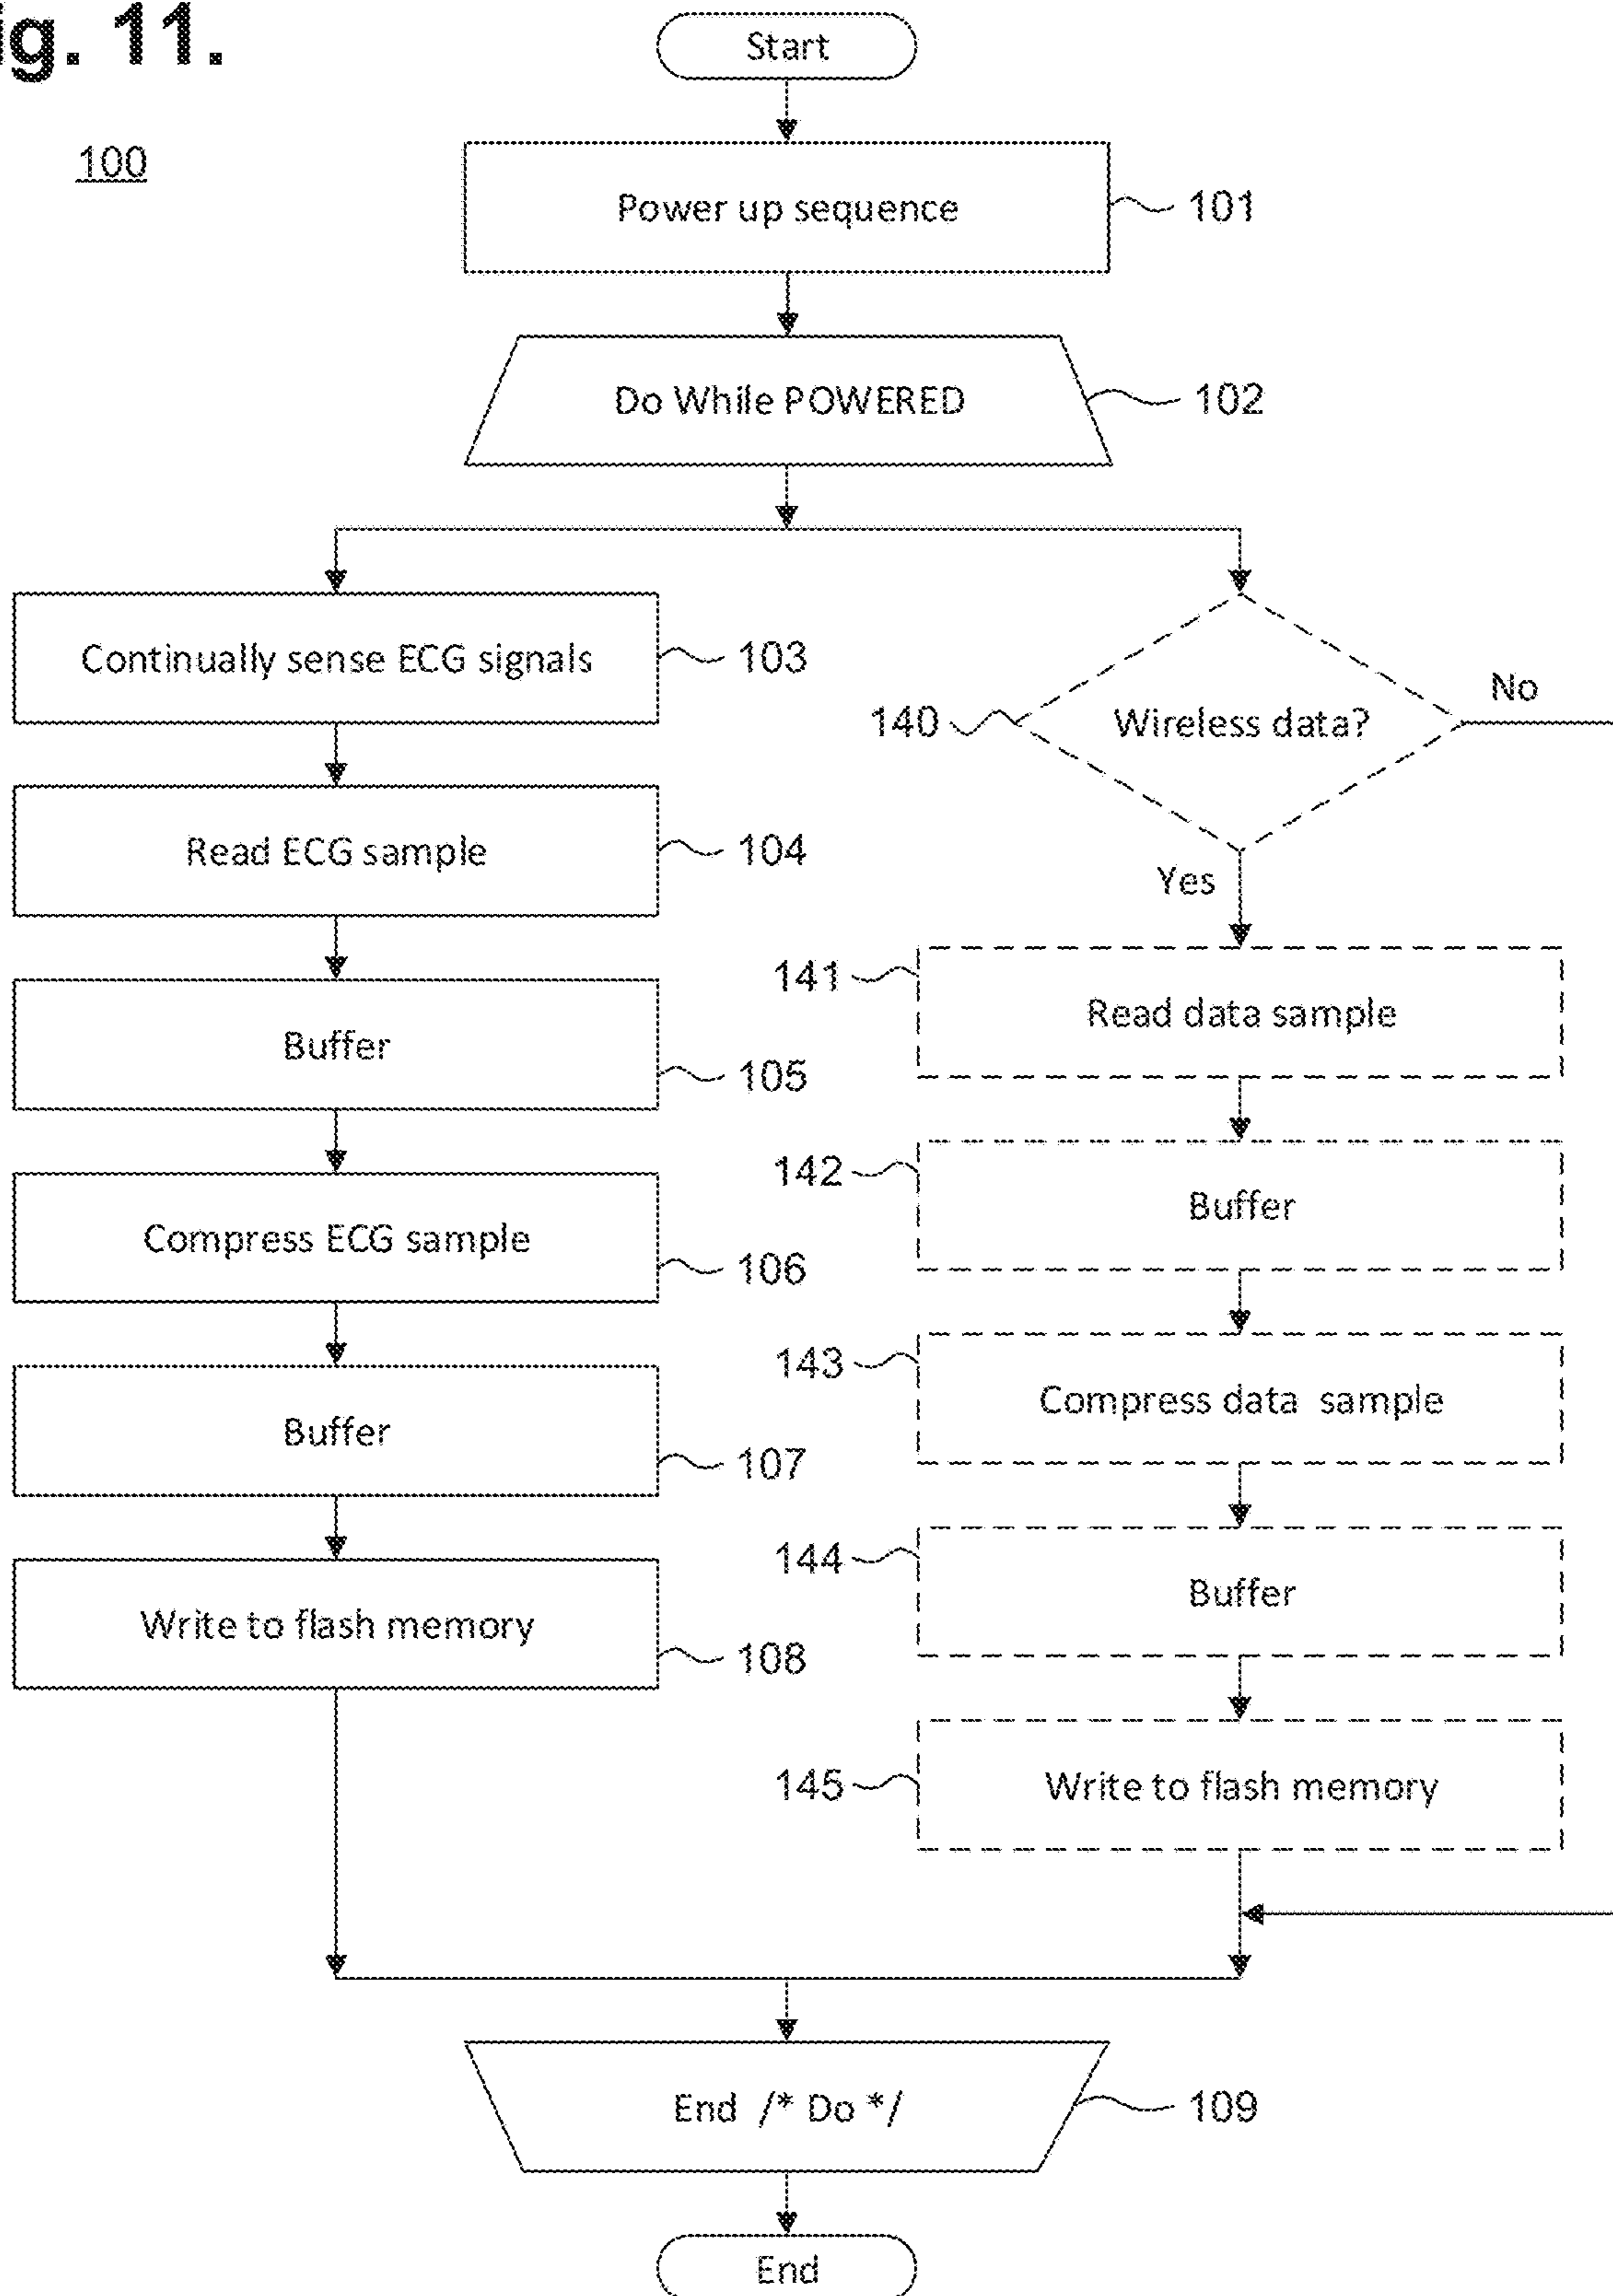 ig. 11.
Start
100
Power up sequence
101
Do While POWERED
102
Continually sense ECG signals
103
No
140
Wireless data?
Read ECG sample
104
Yes
141
Read data sample
Buffer
105
142
Buffer
Compress ECG sample
106
143
Compress data sample
Buffer
107
144
Buffer
Write to flash memory
108
145
Write to flash memory
End /* Do */
109
End